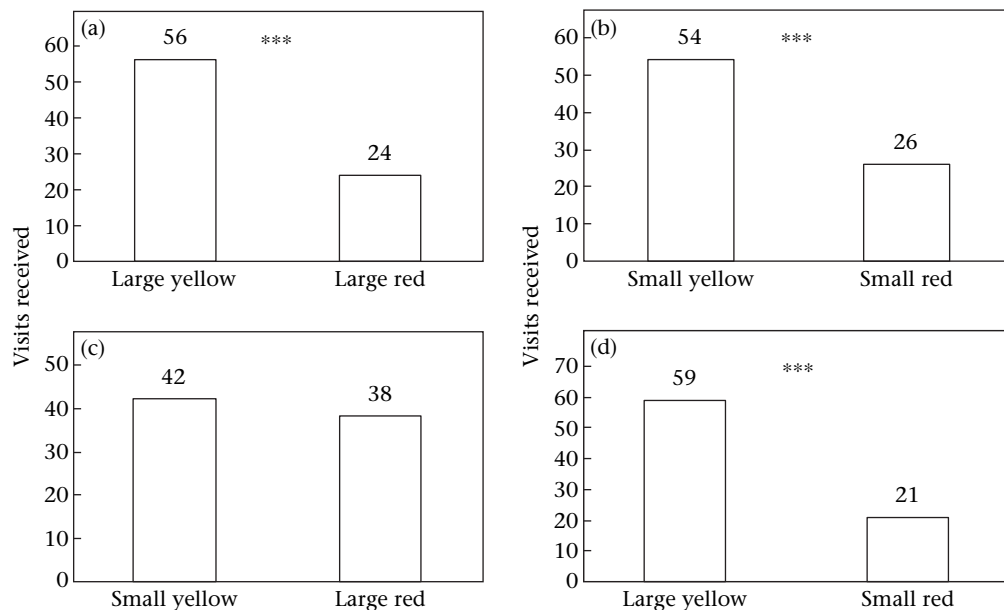 (a)
56
***
24
60
50
40
30
20
10
0
Large yellow
Large red
(b)
54
***
26
60
50
40
30
20
10
0
Small yellow
Small red
Visits received
Visits received
(c)
42
38
50
40
30
20
10
0
Small yellow
Large red
(d)
59
***
21
70
60
50
40
30
20
10
0
Large yellow
Small red